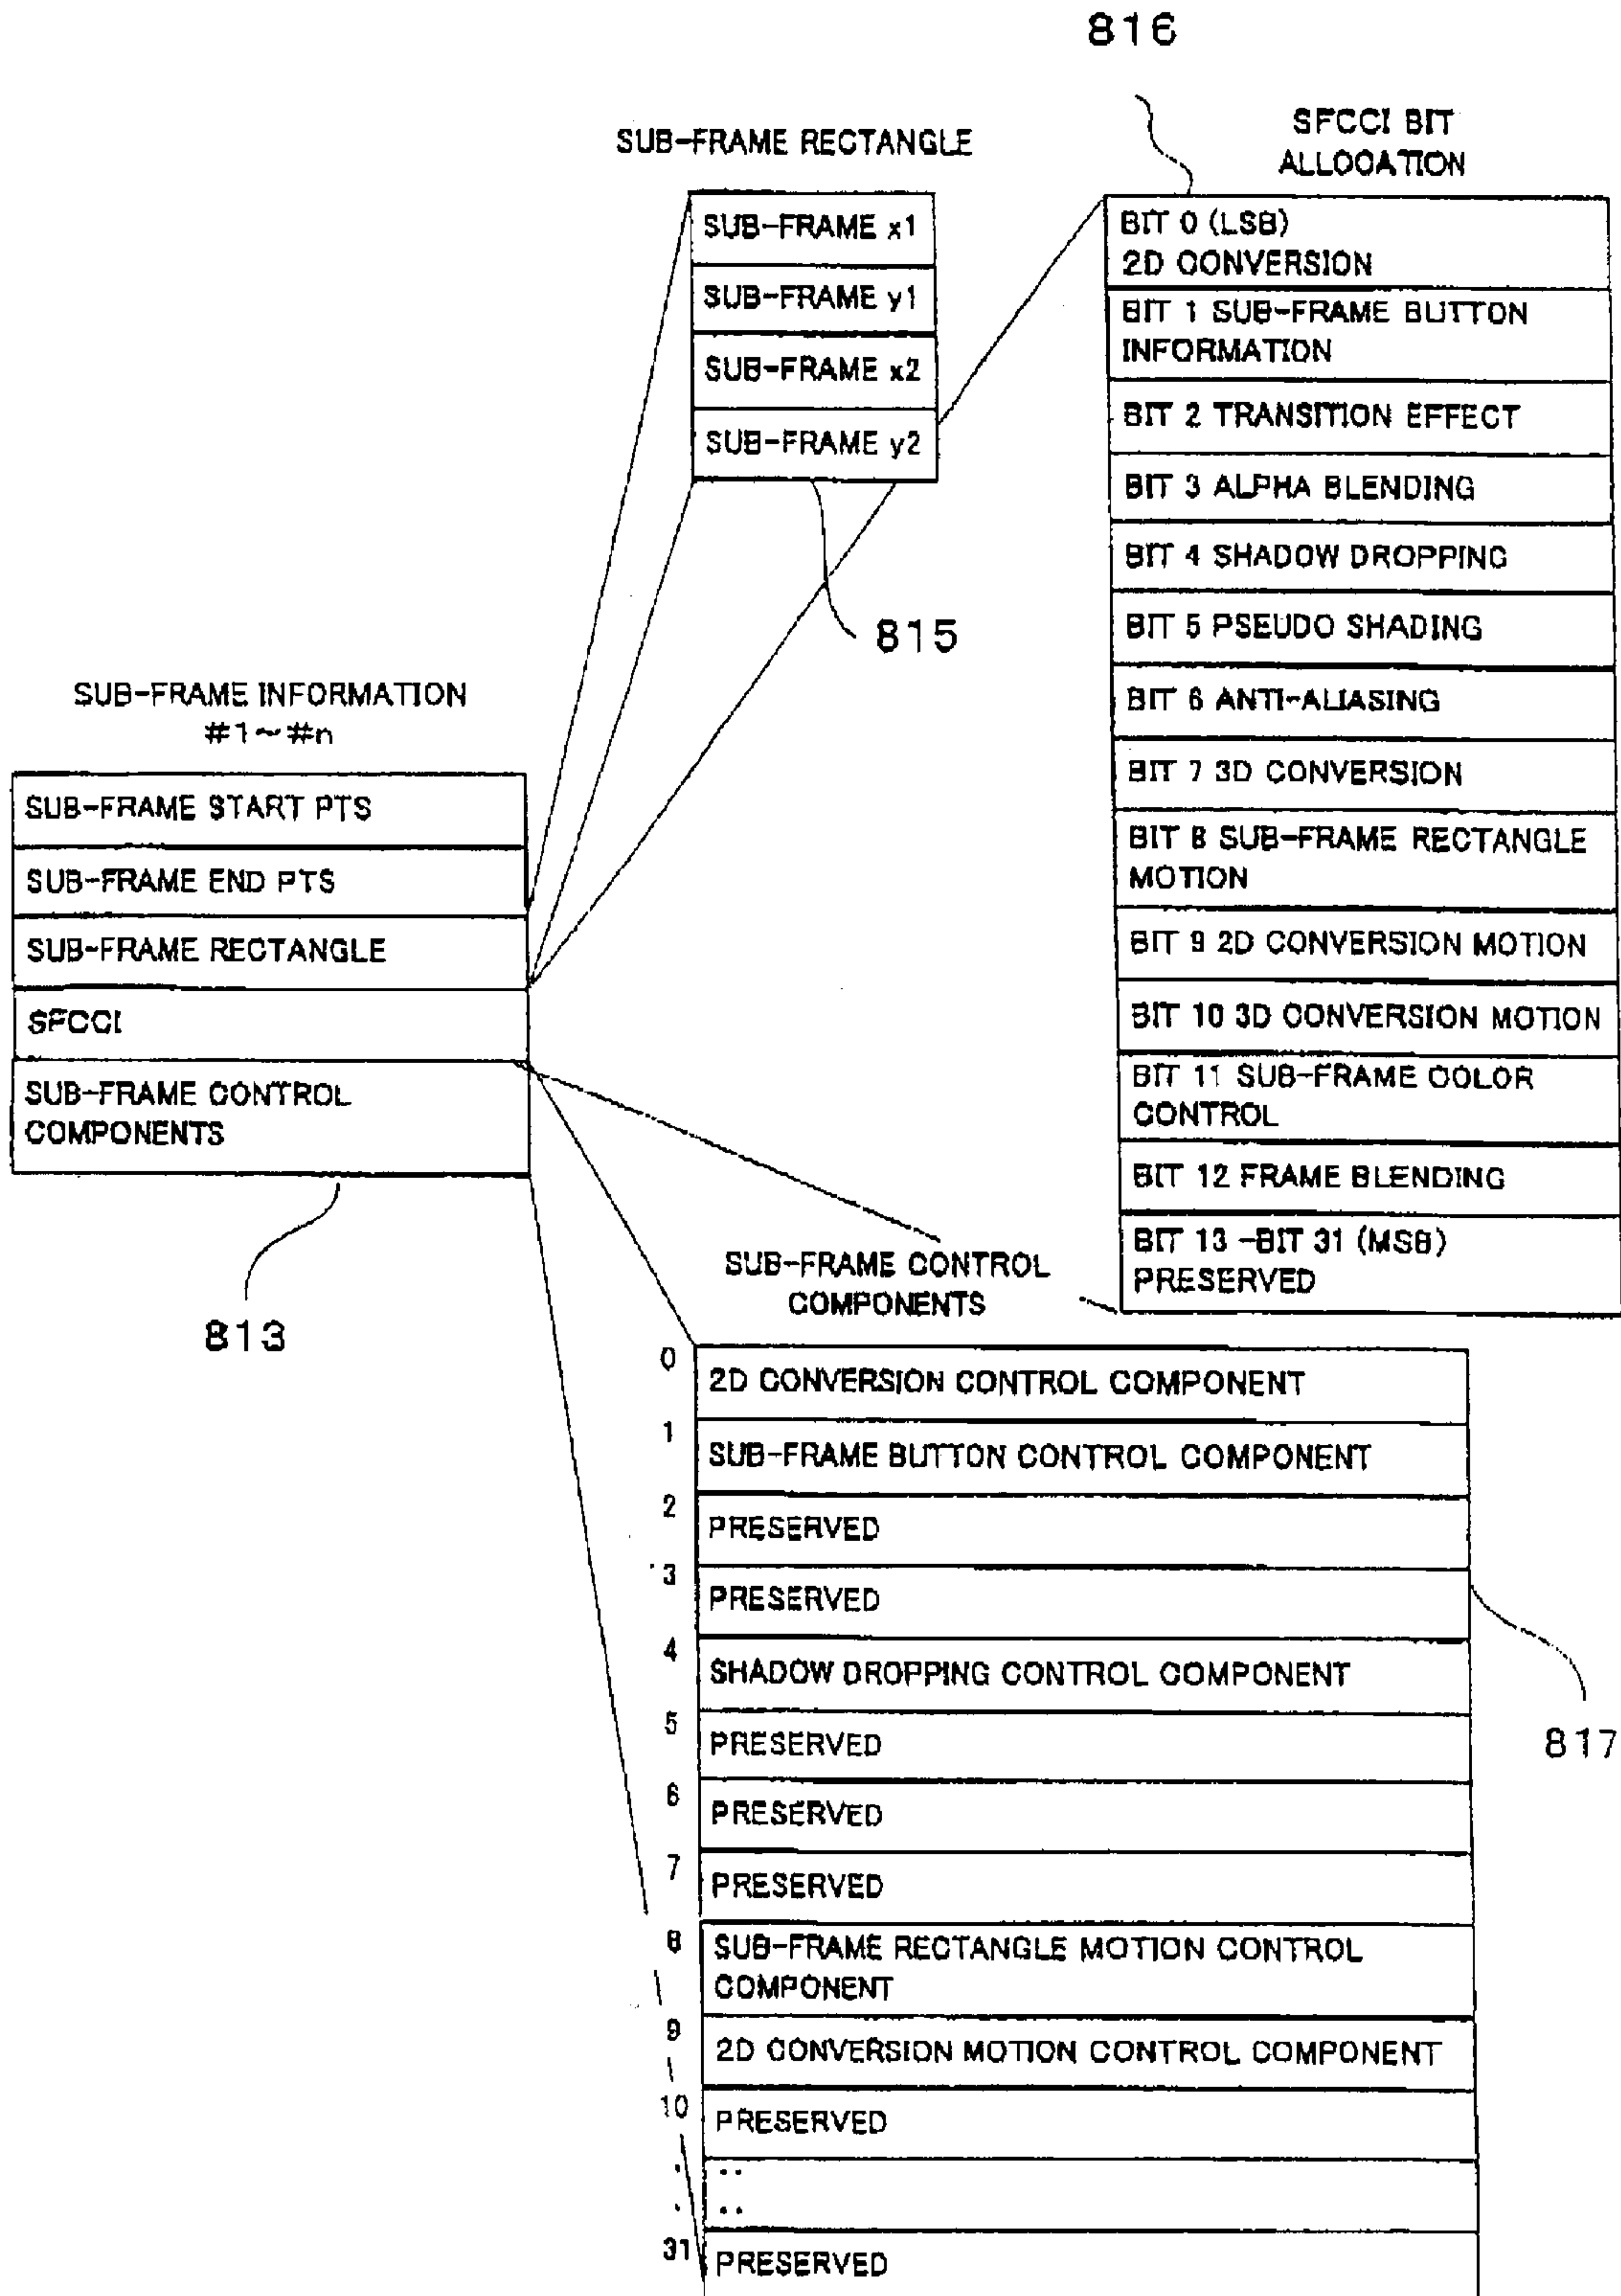 816
SUB-FRAME RECTANGLE
SUB-FRAME x1
SUB-FRAME y1
SUB-FRAME x2
SUB-FRAME y2
815
SFCCI BIT
ALLOCATION
BIT 0 (LSB)
2D CONVERSION
BIT 1 SUB-FRAME BUTTON
INFORMATION
BIT 2 TRANSITION EFFECT
BIT 3 ALPHA BLENDING
BIT 4 SHADOW DROPPING
BIT 5 PSEUDO SHADING
BIT 6 ANTI-ALIASING
BIT 7 3D CONVERSION
BIT 8 SUB-FRAME RECTANGLE
MOTION
BIT 9 2D CONVERSION MOTION
BIT 10 3D CONVERSION MOTION
BIT 11 SUB-FRAME COLOR
CONTROL
BIT 12 FRAME BLENDING
BIT 13 -BIT 31 (MSB)
PRESERVED
SUB-FRAME INFORMATION
#1~#n
SUB-FRAME START PTS
SUB-FRAME END PTS
SUB-FRAME RECTANGLE
SFCCI
SUB-FRAME CONTROL
COMPONENTS
813
SUB-FRAME CONTROL
COMPONENTS
0 2D CONVERSION CONTROL COMPONENT
1 SUB-FRAME BUTTON CONTROL COMPONENT
2 PRESERVED
3 PRESERVED
4 SHADOW DROPPING CONTROL COMPONENT
5 PRESERVED
6 PRESERVED
7 PRESERVED
8 SUB-FRAME RECTANGLE MOTION CONTROL
COMPONENT
9 2D CONVERSION MOTION CONTROL COMPONENT
10 PRESERVED
. ..
. ..
31 PRESERVED
817